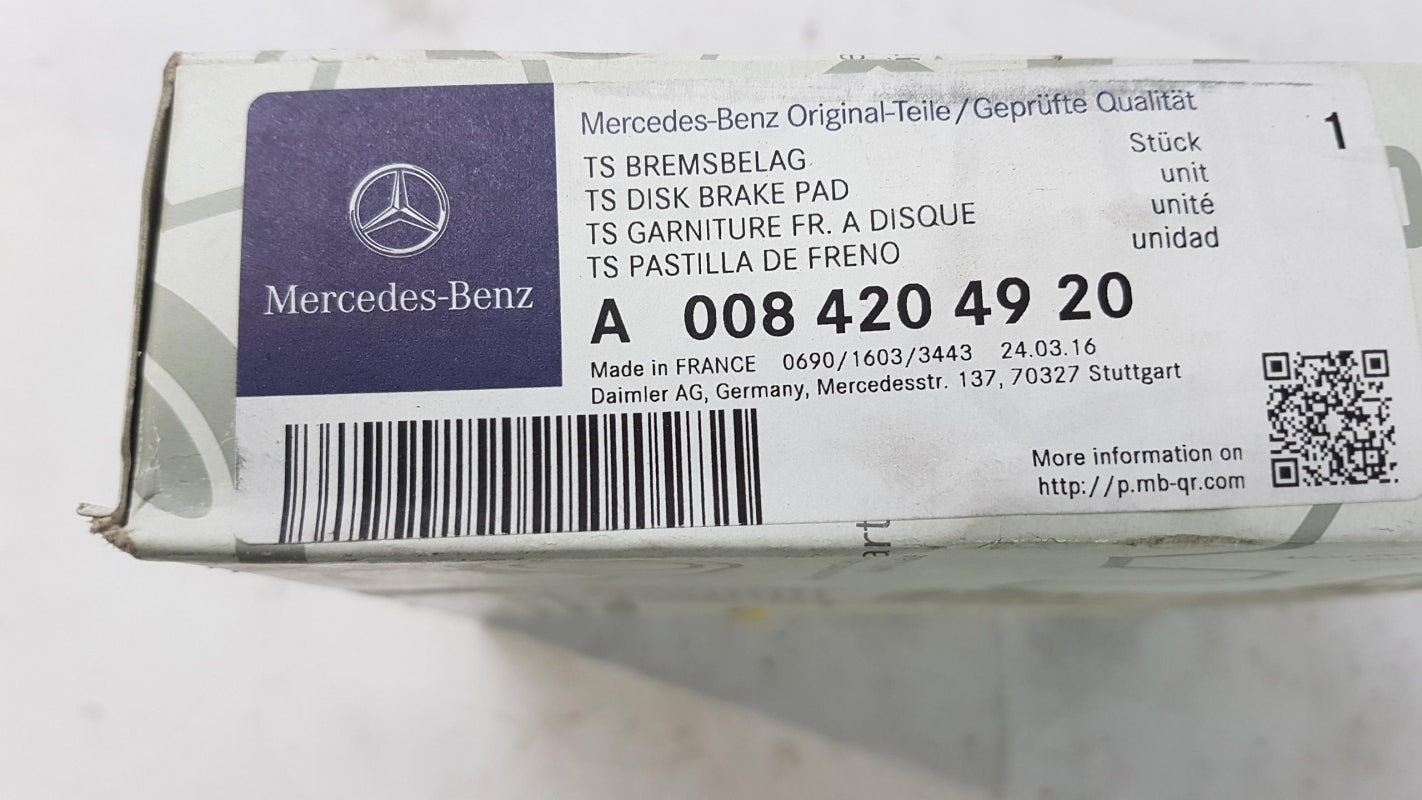 Mercedes-Benz
Mercedes-Benz Original-Teile/Geprüfte Qualität
TS BREMSBELAG
TS DISK BRAKE PAD
TS GARNITURE FR. A DISQUE
TS PASTILLA DE FRENO
Stück
unit
unité
unidad
1
A 008 420 49 20
Made in FRANCE 0690/1603/3443 24.03.16
Daimler AG, Germany, Mercedesstr. 137, 70327 Stuttgart
More information on
http://p.mb-qr.com
art